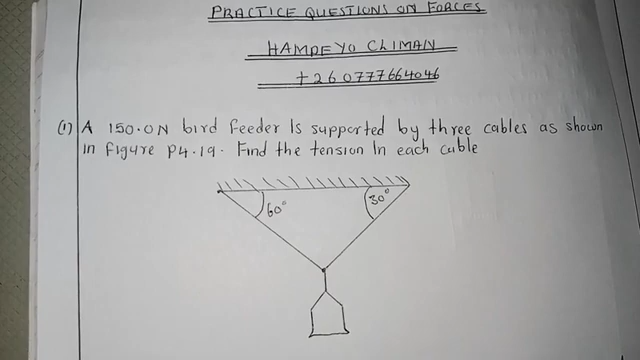 PRACTICE QUESTIONS ON FORCES
HAMPEYO CLIMAN
+260777664046
(1) A 150.0N bird feeder Is supported by three cables as shown
In Figure P4.19. Find the tension In each cable
60° 30°